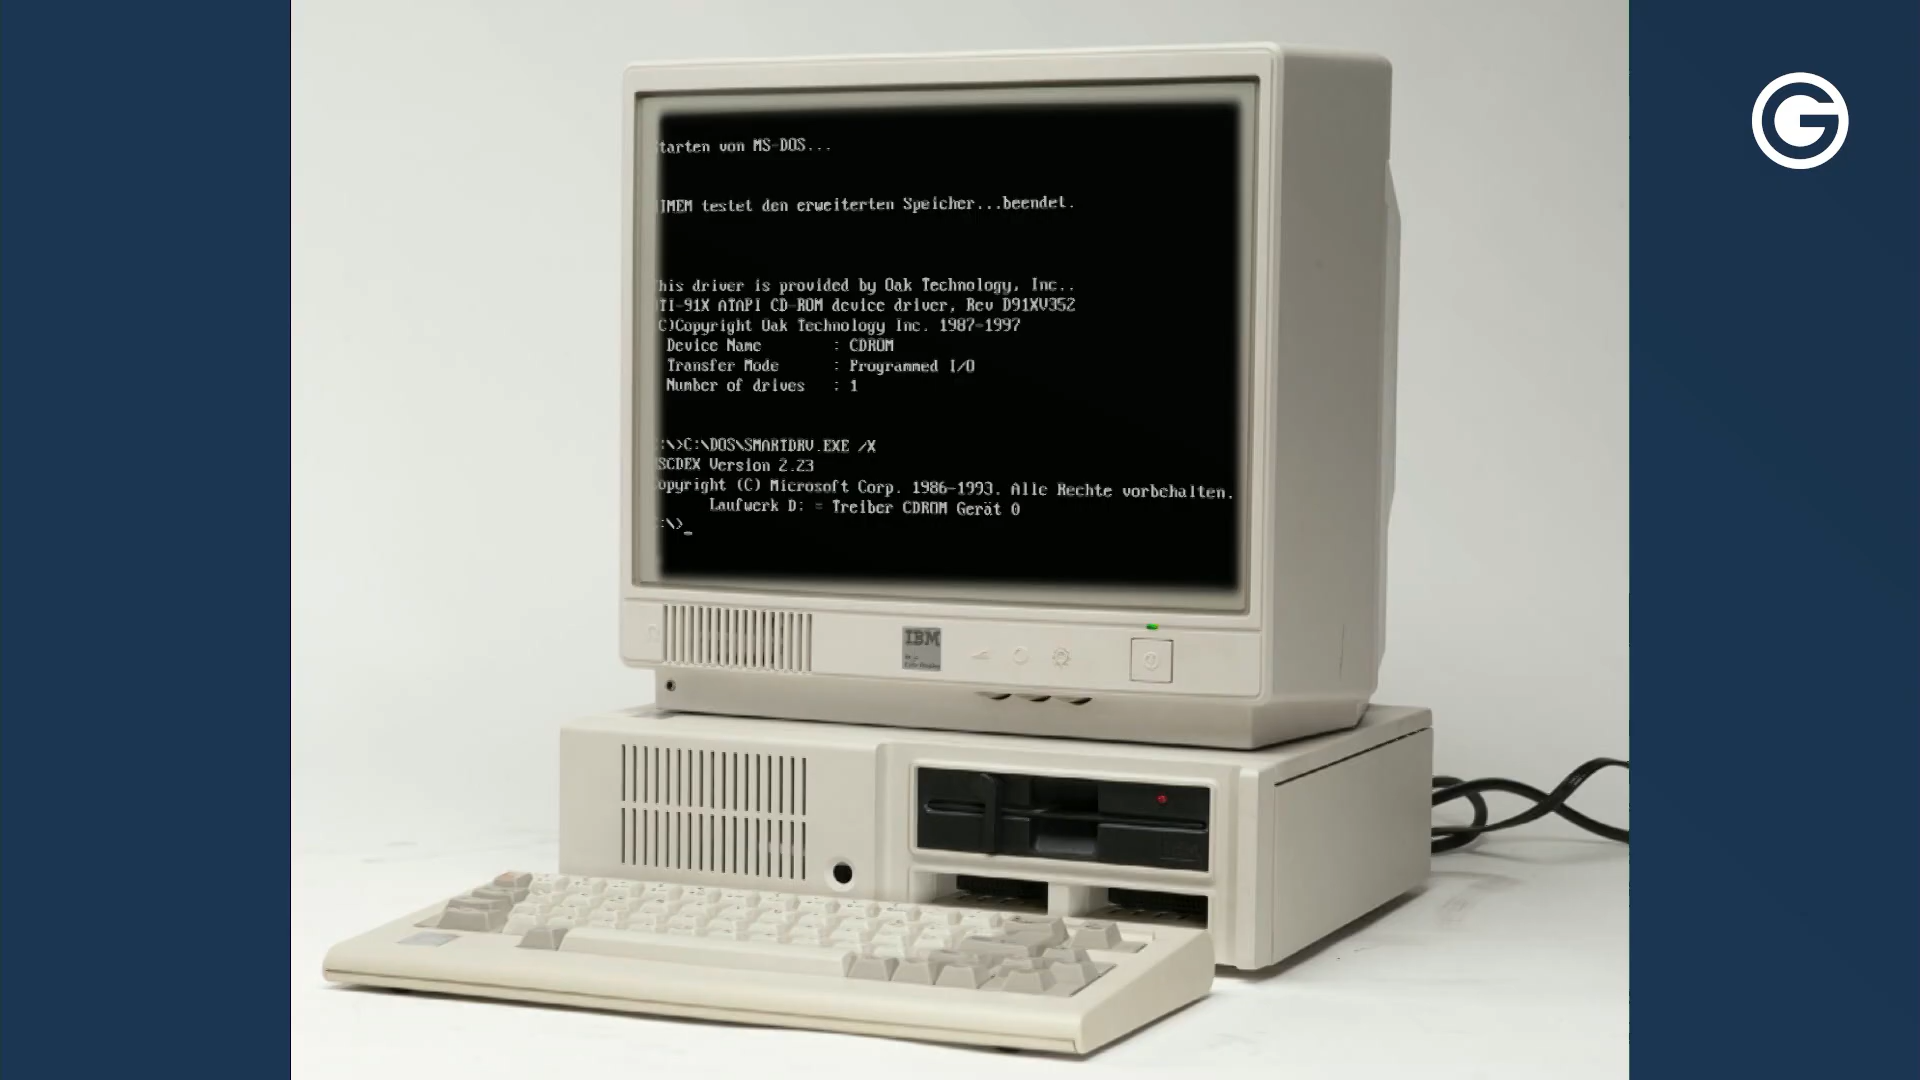 tarten von MS-DOS...
IMEM testet den erweiterten Speicher...beendet.
his driver is provided by Oak Technology, Inc..
TI-91X ATAPI CD-ROM device driver, Rev D91XV352
C)Copyright Oak Technology Inc. 1987-1997
Device Name : CDROM
Transfer Mode : Programmed I/O
Number of drives : 1
:\>C:\DOS\SMARTDRV.EXE /X
SCDEX Version 2.23
opyright (C) Microsoft Corp. 1986-1993. Alle Rechte vorbehalten.
Laufwerk D: = Treiber CDROM Gerät 0
:\>_
IBM
G